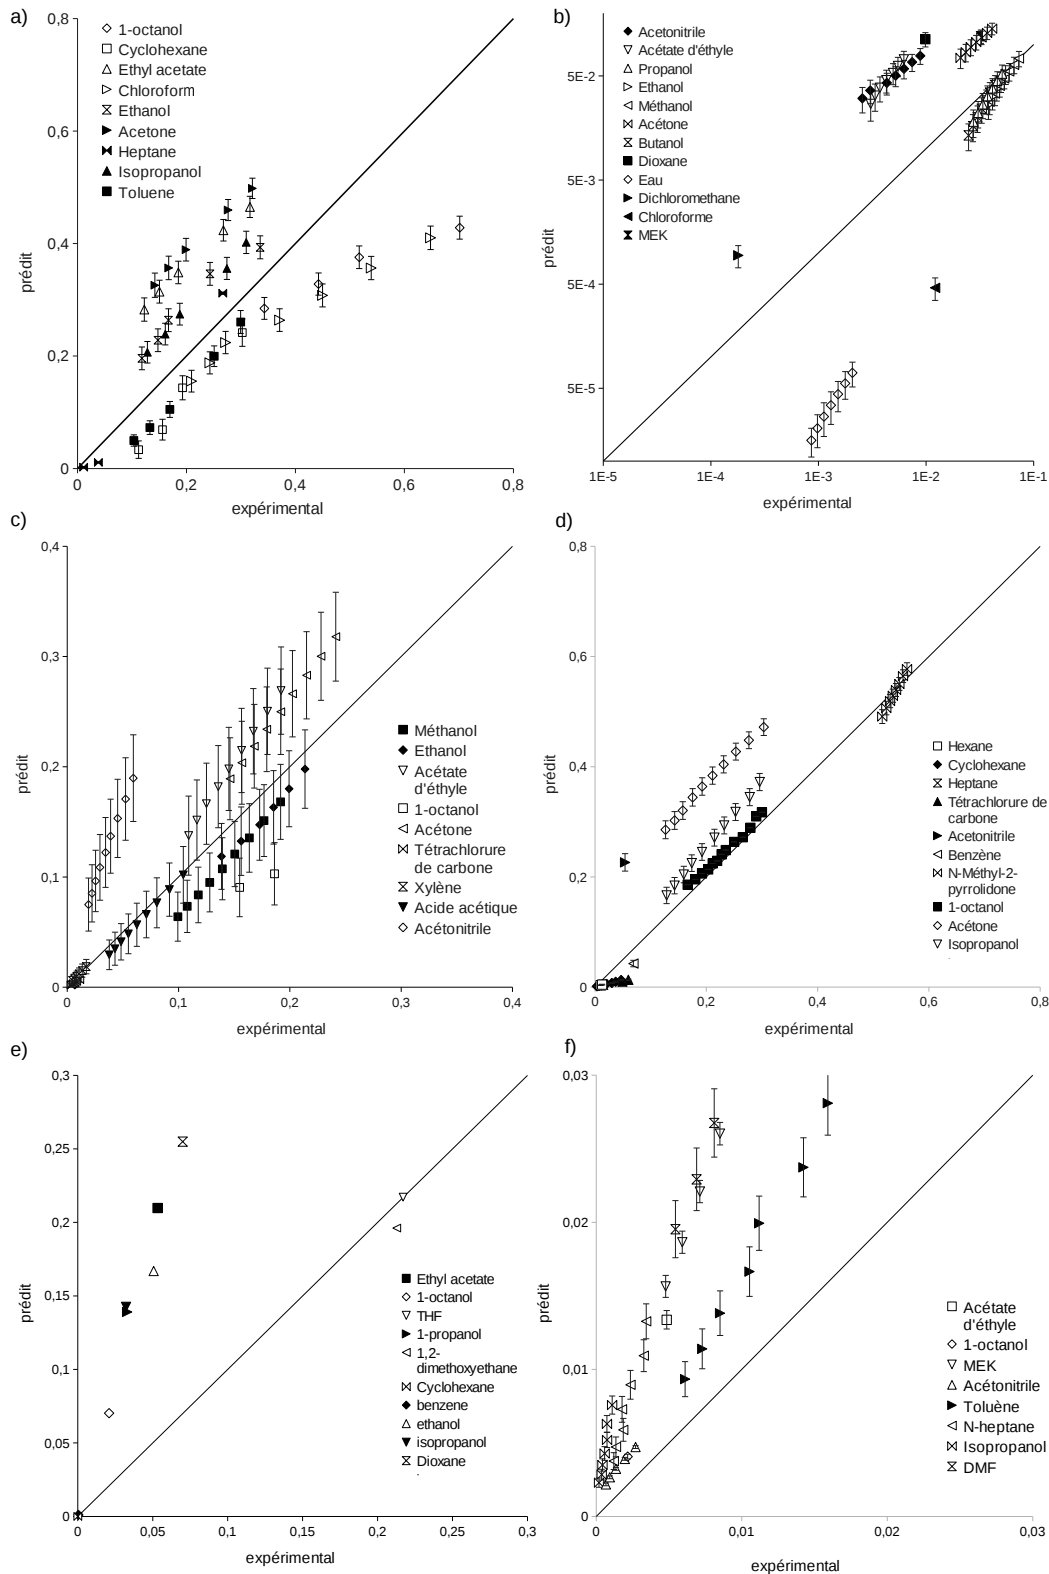 a)
0,8
0,6
0,4
0,2
0
prédit
1-octanol
Cyclohexane
Ethyl acetate
Chloroform
Ethanol
Acetone
Heptane
Isopropanol
Toluene
0
0,2
0,4
0,6
0,8
expérimental
b)
5E-2
5E-3
5E-4
5E-5
prédit
Acetonitrile
Acétate d'éthyle
Propanol
Ethanol
Méthanol
Acétone
Butanol
Dioxane
Eau
Dichloromethane
Chloroforme
MEK
1E-5
1E-4
1E-3
1E-2
1E-1
expérimental
c)
0,4
0,3
0,2
0,1
0
prédit
Méthanol
Ethanol
Acétate
d'éthyle
1-octanol
Acétone
Tétrachlorure
de carbone
Xylène
Acide acétique
Acétonitrile
0
0,1
0,2
0,3
0,4
expérimental
d)
0,8
0,6
0,4
0,2
0
prédit
Hexane
Cyclohexane
Heptane
Tétrachlorure de
carbone
Acetonitrile
Benzène
N-Méthyl-2-
pyrrolidone
1-octanol
Acétone
Isopropanol
0
0,2
0,4
0,6
0,8
expérimental
e)
0,3
0,25
0,2
0,15
0,1
0,05
0
prédit
Ethyl acetate
1-octanol
THF
1-propanol
1,2-
dimethoxyethane
Cyclohexane
benzene
ethanol
isopropanol
Dioxane
0
0,05
0,1
0,15
0,2
0,25
0,3
expérimental
f)
0,03
0,02
0,01
0
prédit
Acétate
d'éthyle
1-octanol
MEK
Acétonitrile
Toluène
N-heptane
Isopropanol
DMF
0
0,01
0,02
0,03
expérimental